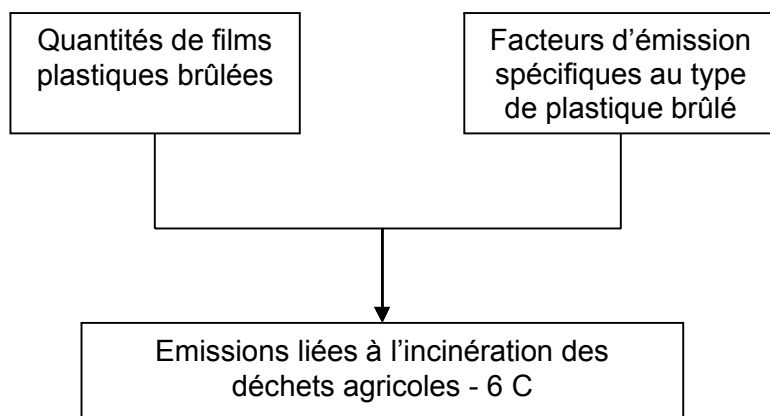 Quantités de films
plastiques brûlées
Facteurs d’émission
spécifiques au type
de plastique brûlé
Emissions liées à l’incinération des
déchets agricoles - 6 C